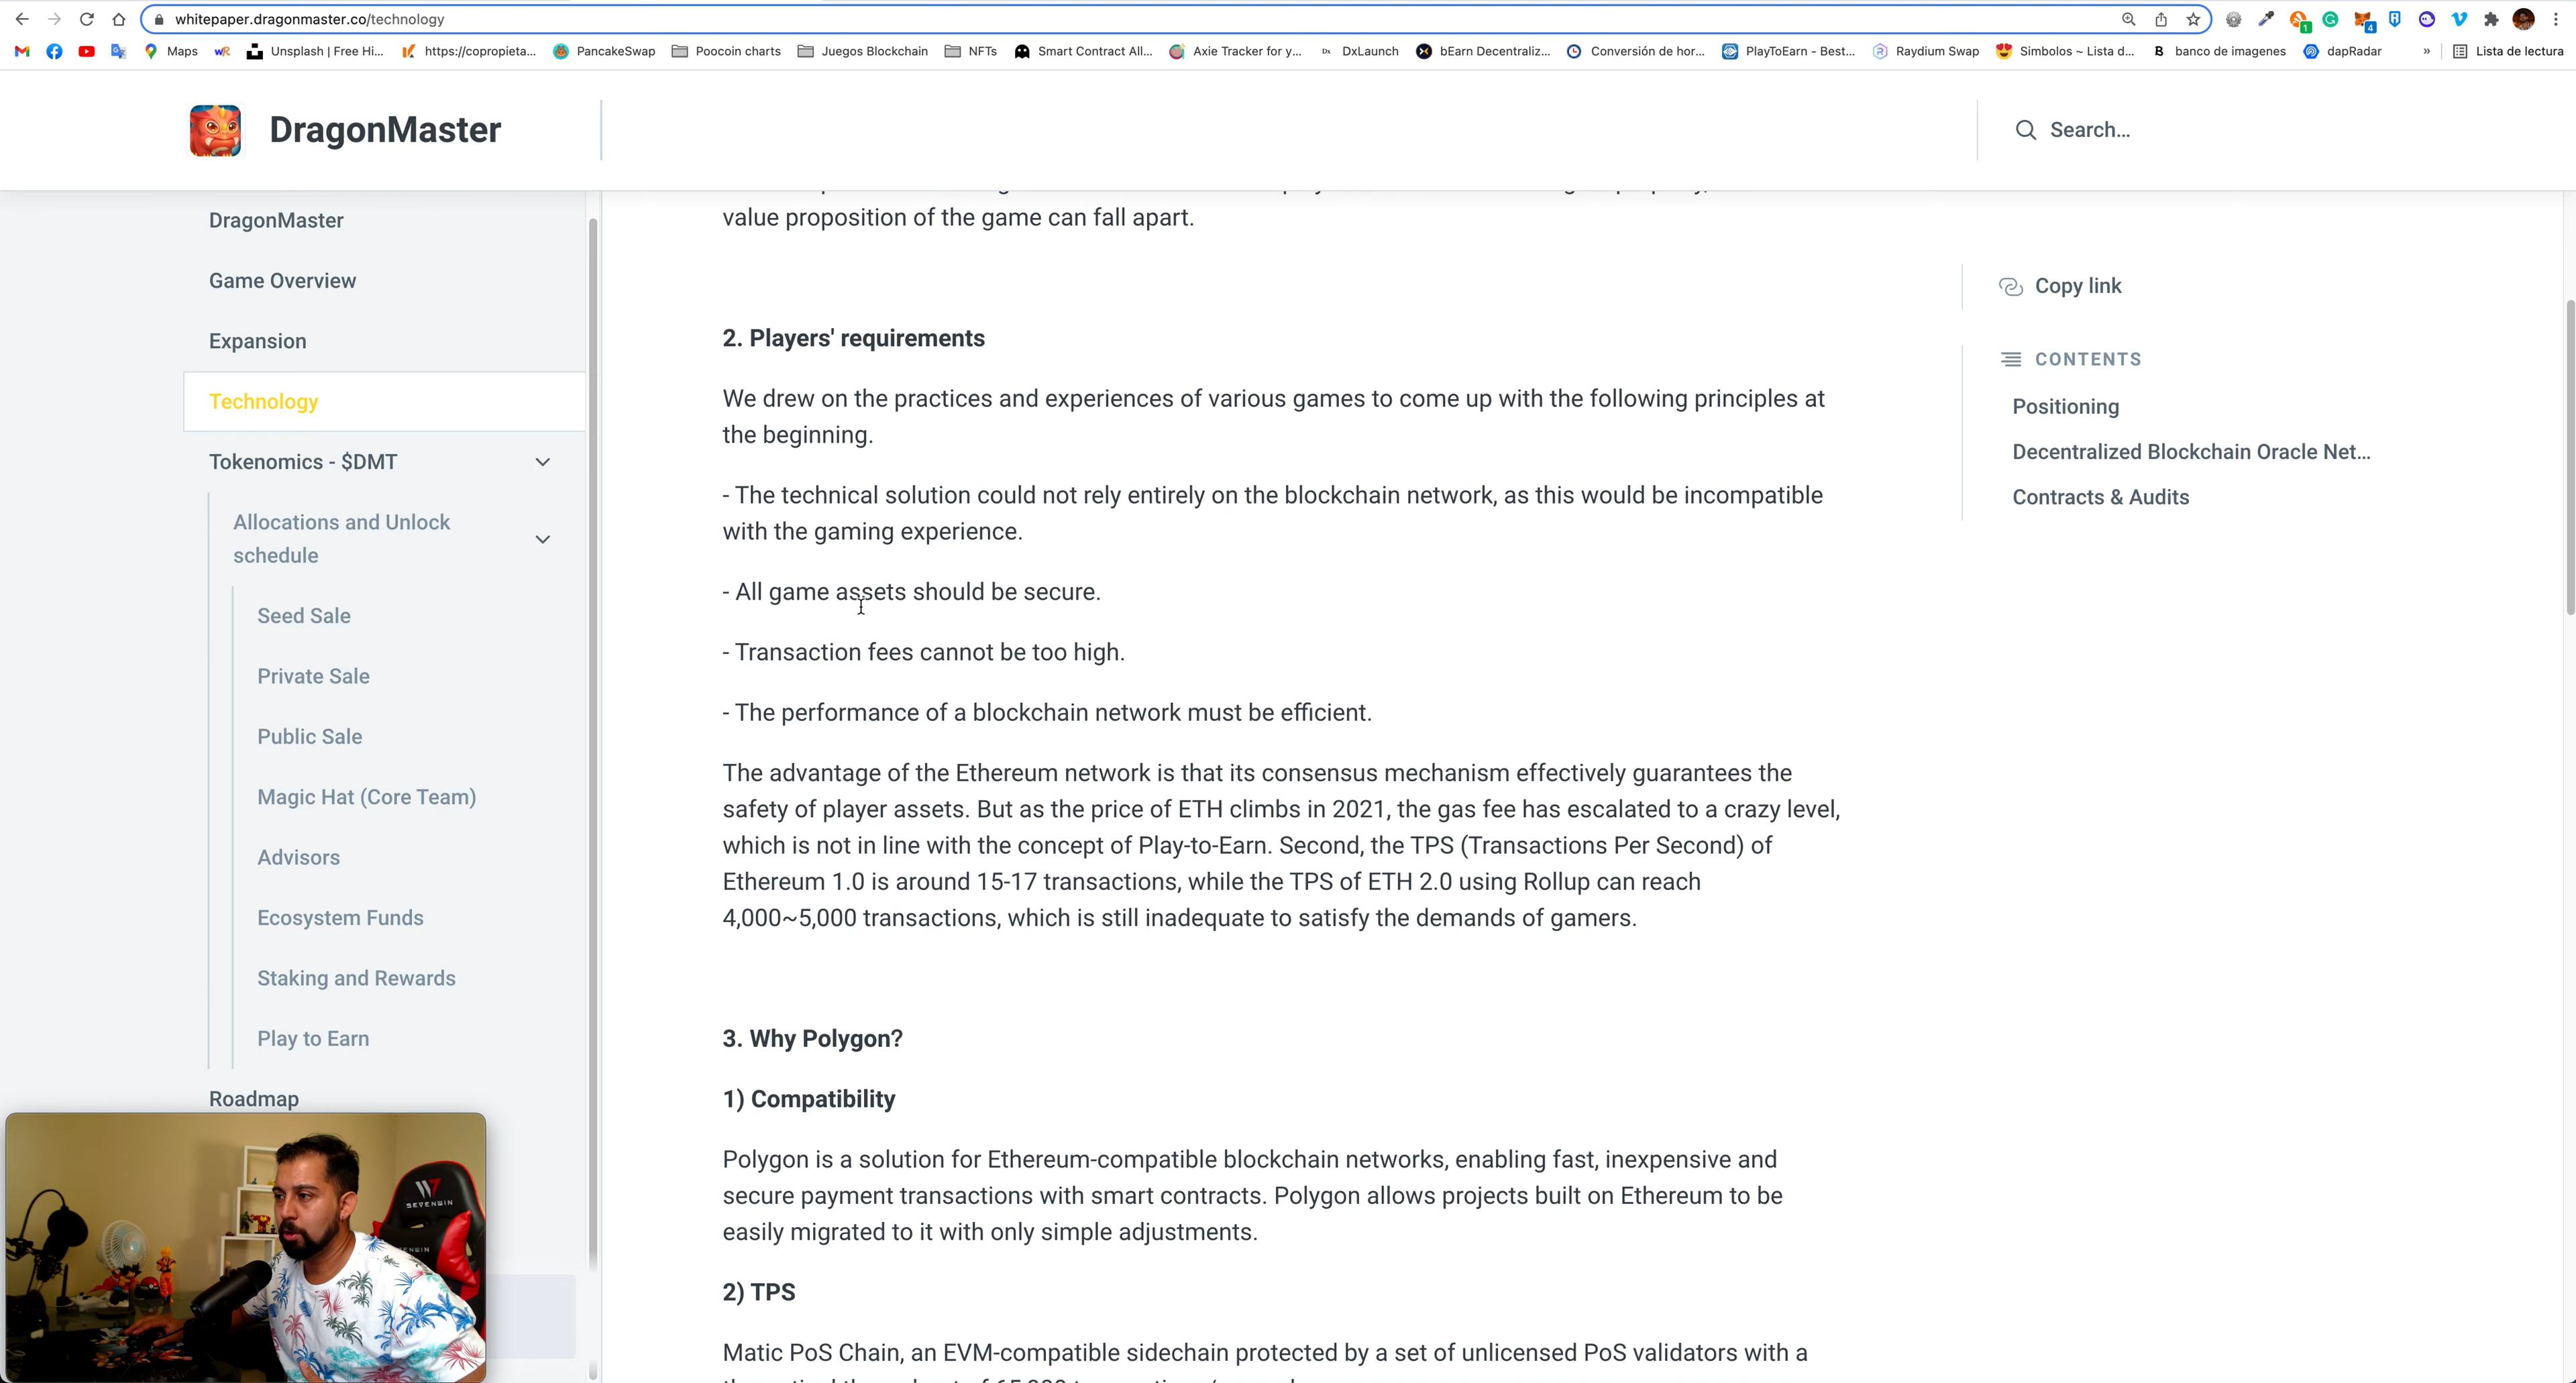 whitepaper.dragonmaster.co/technology
Maps
Unsplash | Free Hi...
https://copropieta...
PancakeSwap
Poocoin charts
Juegos Blockchain
NFTs
Smart Contract All...
Axie Tracker for y...
DxLaunch
bEarn Decentraliz...
Conversión de hor...
PlayToEarn - Best...
Raydium Swap
Simbolos ~ Lista d...
banco de imagenes
dapRadar
»
Lista de lectura
DragonMaster
Search...
DragonMaster
Game Overview
Expansion
Technology
Tokenomics - $DMT
Allocations and Unlock
schedule
Seed Sale
Private Sale
Public Sale
Magic Hat (Core Team)
Advisors
Ecosystem Funds
Staking and Rewards
Play to Earn
Roadmap
value proposition of the game can fall apart.
2. Players' requirements
We drew on the practices and experiences of various games to come up with the following principles at
the beginning.
- The technical solution could not rely entirely on the blockchain network, as this would be incompatible
with the gaming experience.
- All game assets should be secure.
- Transaction fees cannot be too high.
- The performance of a blockchain network must be efficient.
The advantage of the Ethereum network is that its consensus mechanism effectively guarantees the
safety of player assets. But as the price of ETH climbs in 2021, the gas fee has escalated to a crazy level,
which is not in line with the concept of Play-to-Earn. Second, the TPS (Transactions Per Second) of
Ethereum 1.0 is around 15-17 transactions, while the TPS of ETH 2.0 using Rollup can reach
4,000~5,000 transactions, which is still inadequate to satisfy the demands of gamers.
3. Why Polygon?
1) Compatibility
Polygon is a solution for Ethereum-compatible blockchain networks, enabling fast, inexpensive and
secure payment transactions with smart contracts. Polygon allows projects built on Ethereum to be
easily migrated to it with only simple adjustments.
2) TPS
Matic PoS Chain, an EVM-compatible sidechain protected by a set of unlicensed PoS validators with a
Copy link
CONTENTS
Positioning
Decentralized Blockchain Oracle Net...
Contracts & Audits
SEVENWIN